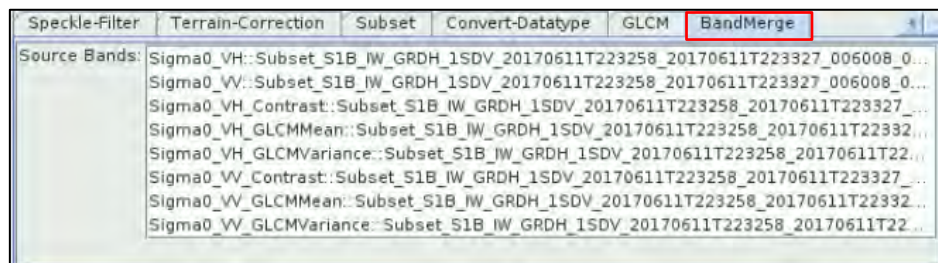 Speckle-Filter Terrain-Correction Subset Convert-Datatype GLCM BandMerge
Source Bands: Sigma0_VH::Subset_S1B_IW_GRDH_1SDV_20170611T223258_20170611T223327_006008_0...
Sigma0_VV::Subset_S1B_IW_GRDH_1SDV_20170611T223258_20170611T223327_006008_0...
Sigma0_VH_Contrast::Subset_S1B_IW_GRDH_1SDV_20170611T223258_20170611T223327_...
Sigma0_VH_GLCMMean::Subset_S1B_IW_GRDH_1SDV_20170611T223258_20170611T22332...
Sigma0_VH_GLCMVariance::Subset_S1B_IW_GRDH_1SDV_20170611T223258_20170611T22...
Sigma0_VV_Contrast::Subset_S1B_IW_GRDH_1SDV_20170611T223258_20170611T223327_...
Sigma0_VV_GLCMMean::Subset_S1B_IW_GRDH_1SDV_20170611T223258_20170611T22332...
Sigma0_VV_GLCMVariance::Subset_S1B_IW_GRDH_1SDV_20170611T223258_20170611T22...